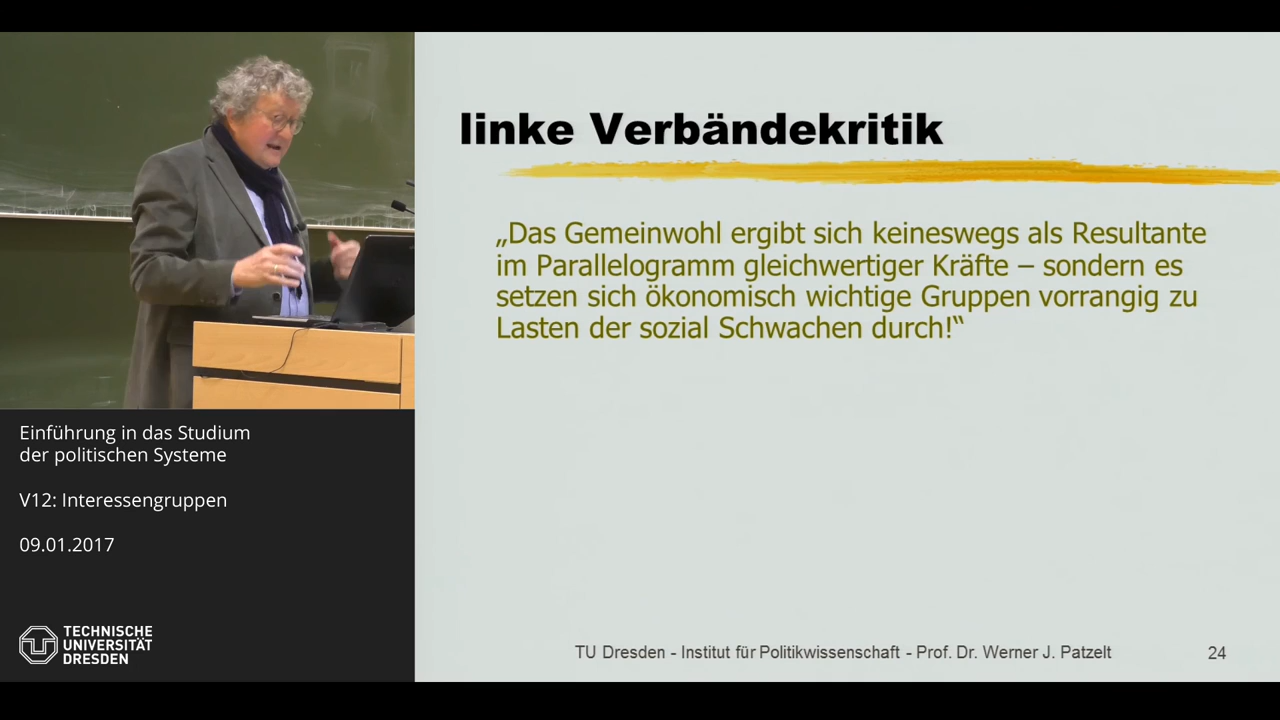 linke Verbändekritik
„Das Gemeinwohl ergibt sich keineswegs als Resultante
im Parallelogramm gleichwertiger Kräfte – sondern es
setzen sich ökonomisch wichtige Gruppen vorrangig zu
Lasten der sozial Schwachen durch!“
Einführung in das Studium
der politischen Systeme
V12: Interessengruppen
09.01.2017
TECHNISCHE
UNIVERSITÄT
DRESDEN
TU Dresden - Institut für Politikwissenschaft - Prof. Dr. Werner J. Patzelt
24